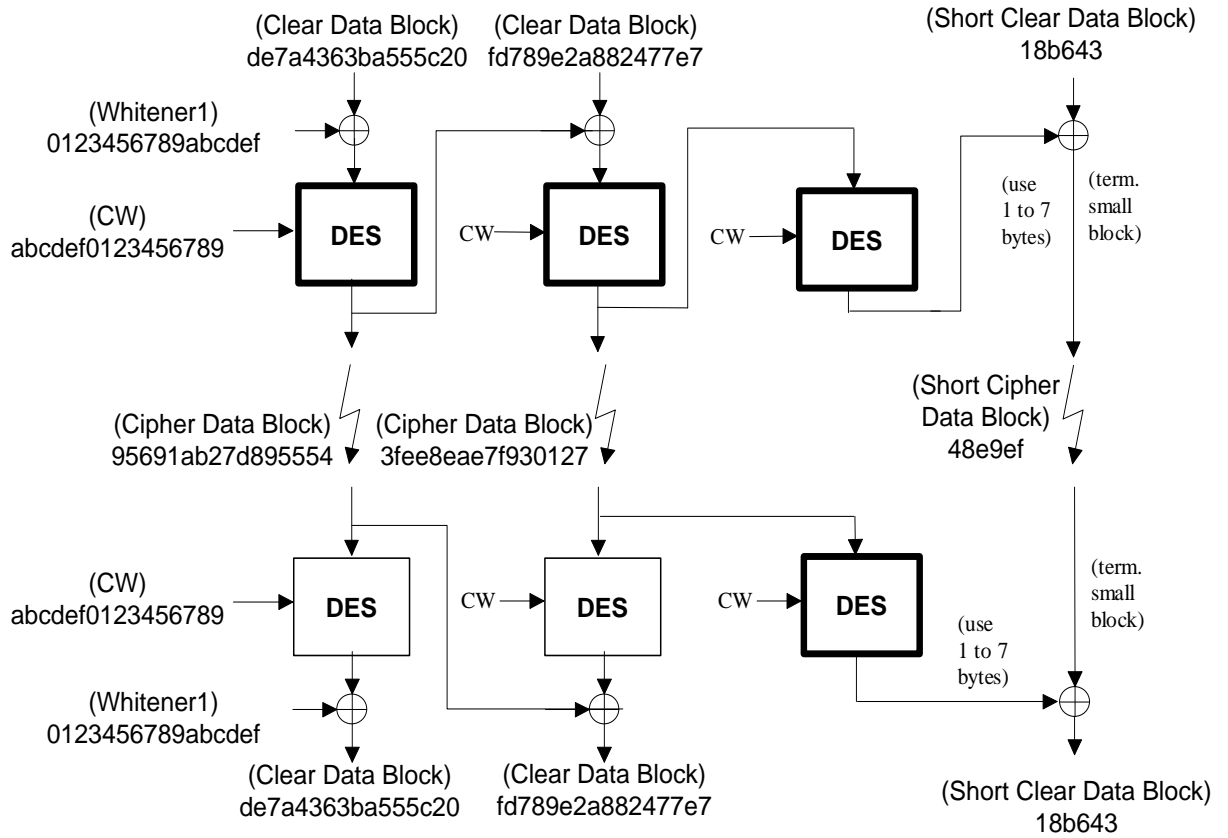 (Clear Data Block)
de7a4363ba555c20
(Clear Data Block)
fd789e2a882477e7
(Short Clear Data Block)
18b643
(Whitener1)
0123456789abcdef
(CW)
abcdef0123456789
DES
CW
DES
CW
DES
(use
1 to 7
bytes)
(term.
small
block)
(Cipher Data Block)
95691ab27d895554
(Cipher Data Block)
3fee8eae7f930127
(Short Cipher
Data Block)
48e9ef
(CW)
abcdef0123456789
DES
CW
DES
CW
DES
(use
1 to 7
bytes)
(term.
small
block)
(Whitener1)
0123456789abcdef
(Clear Data Block)
de7a4363ba555c20
(Clear Data Block)
fd789e2a882477e7
(Short Clear Data Block)
18b643